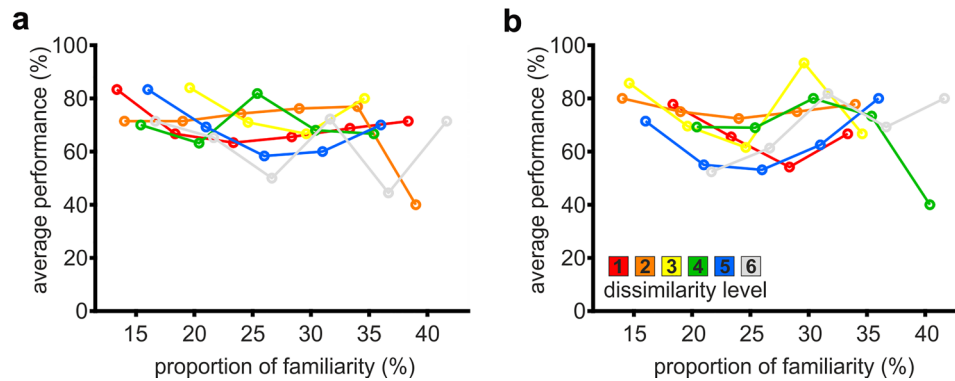 a
average performance (%)
100
80
60
40
20
0
15 20 25 30 35 40
proportion of familiarity (%)
b
average performance (%)
100
80
60
40
20
0
1 2 3 4 5 6
dissimilarity level
15 20 25 30 35 40
proportion of familiarity (%)